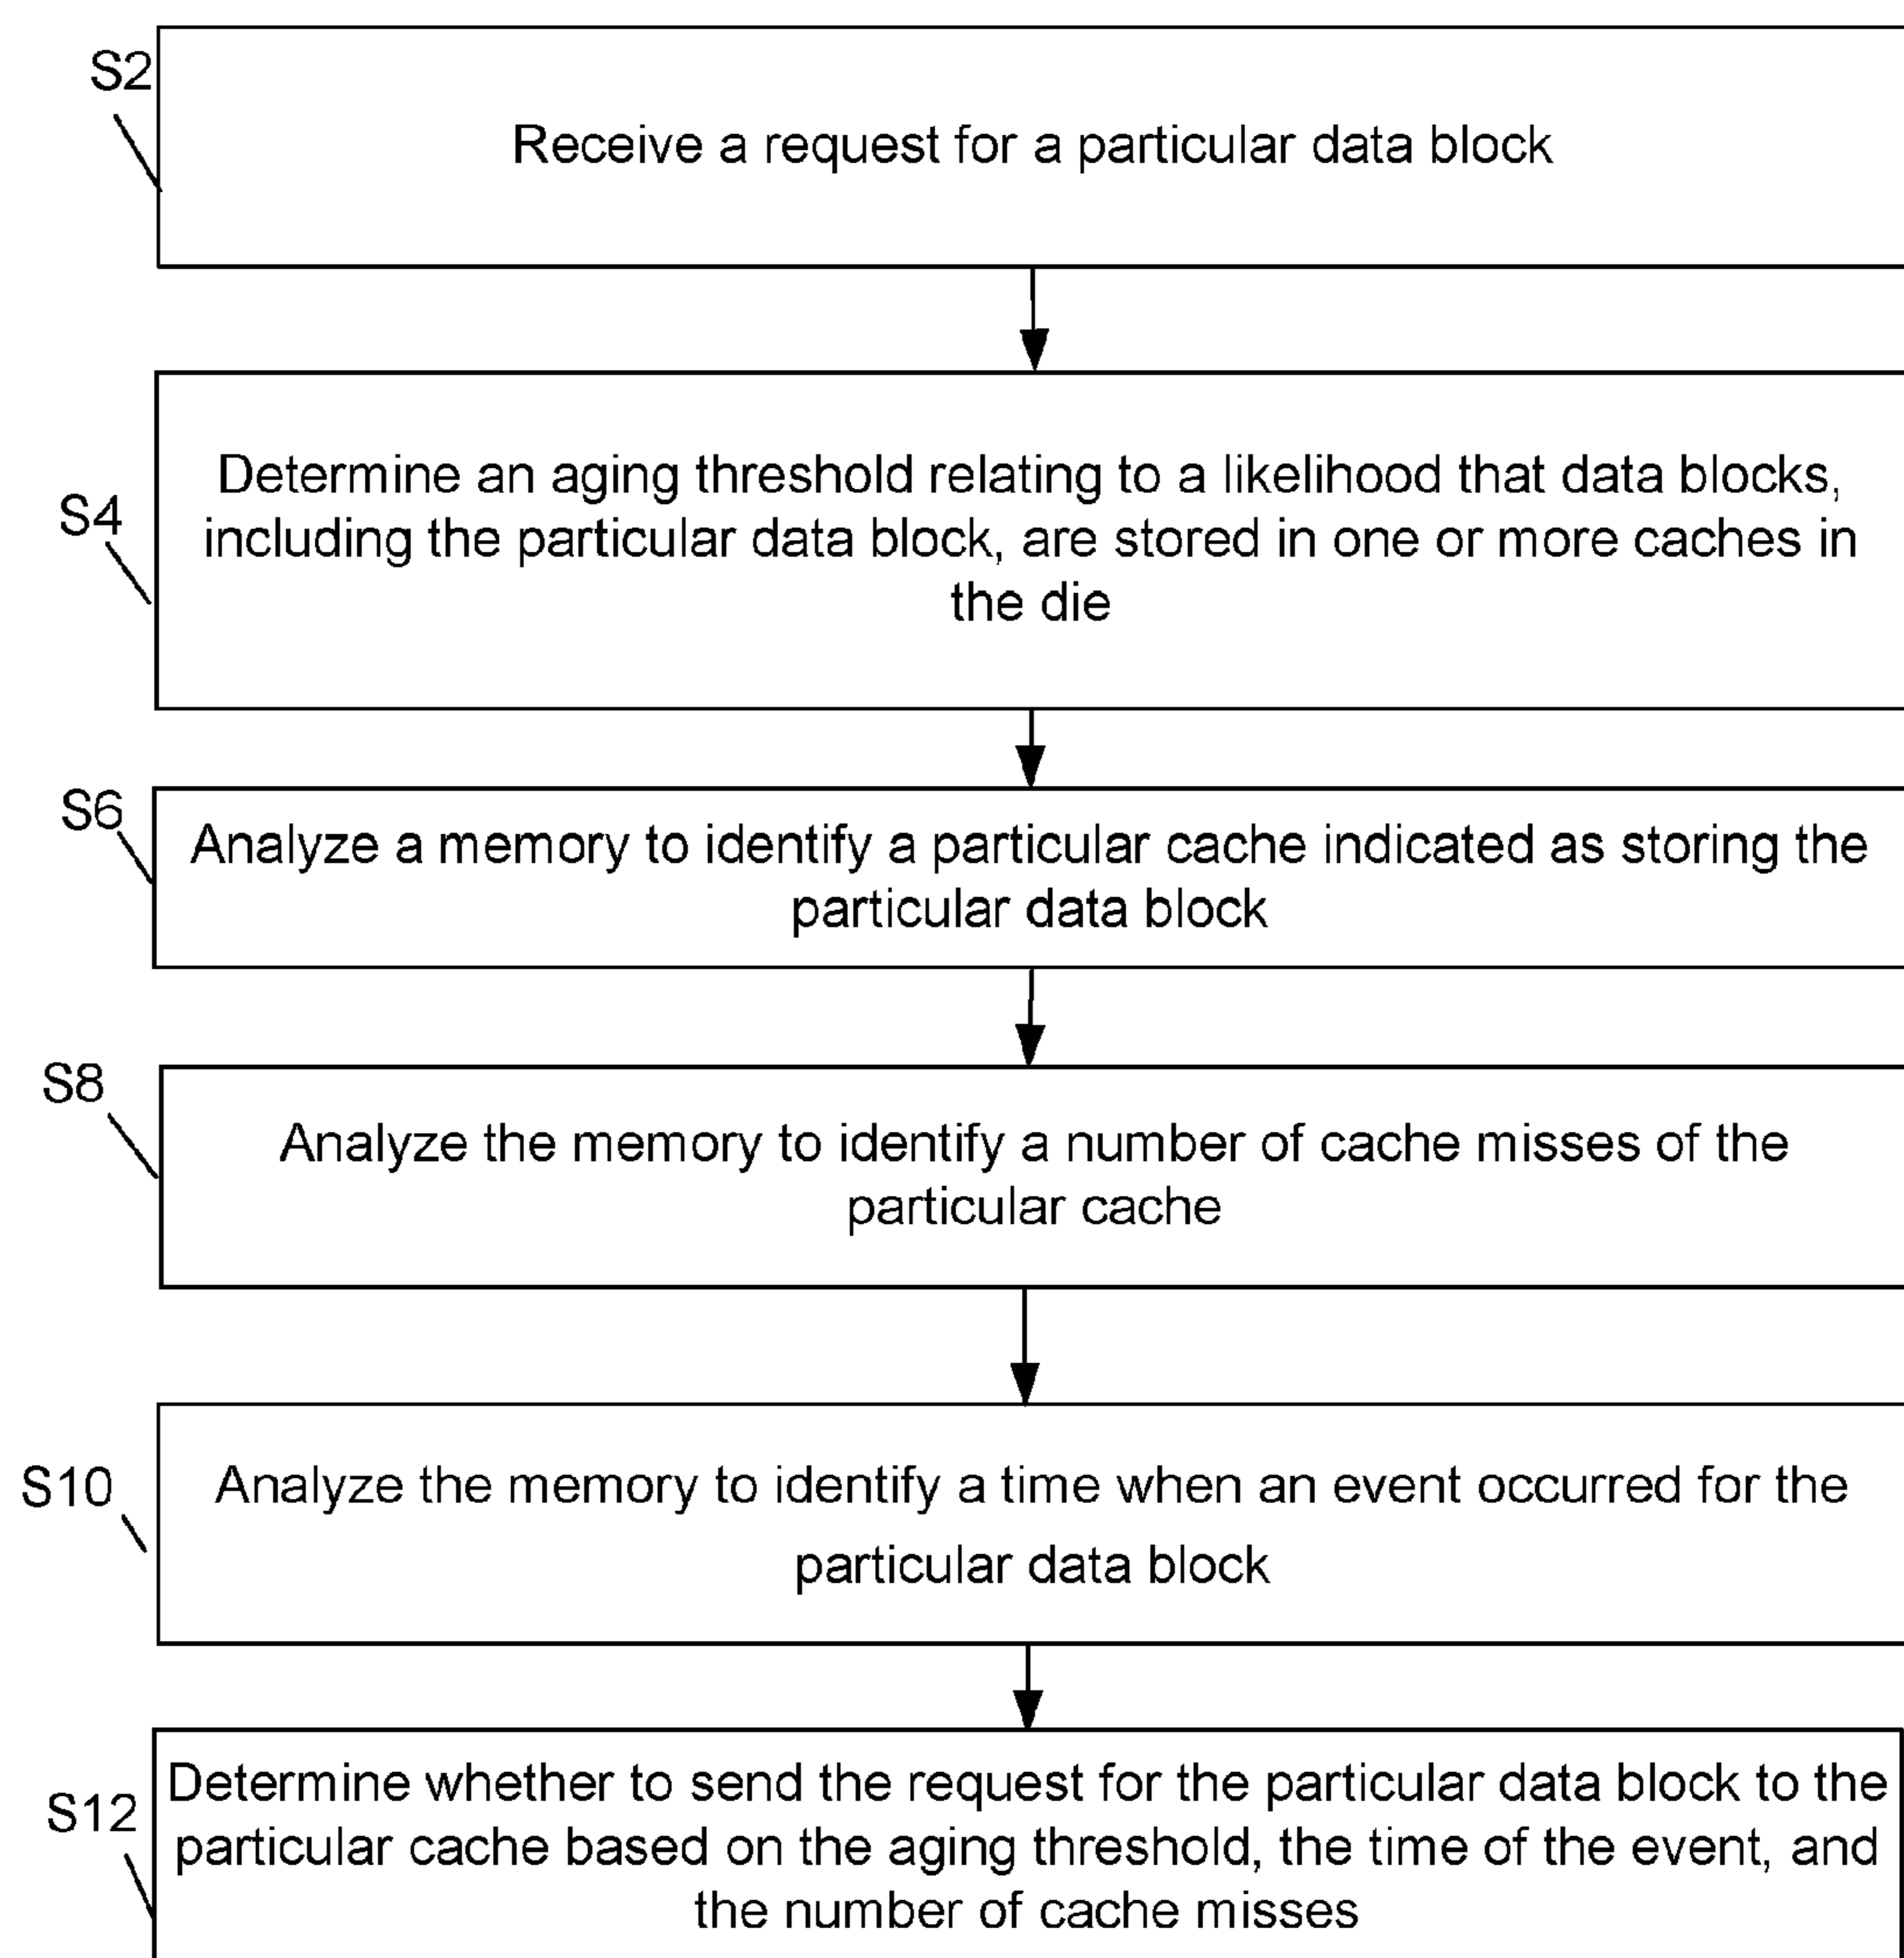 S2
Receive a request for a particular data block
S4
Determine an aging threshold relating to a likelihood that data blocks,
including the particular data block, are stored in one or more caches in
the die
S6
Analyze a memory to identify a particular cache indicated as storing the
particular data block
S8
Analyze the memory to identify a number of cache misses of the
particular cache
S10
Analyze the memory to identify a time when an event occurred for the
particular data block
S12
Determine whether to send the request for the particular data block to the
particular cache based on the aging threshold, the time of the event, and
the number of cache misses